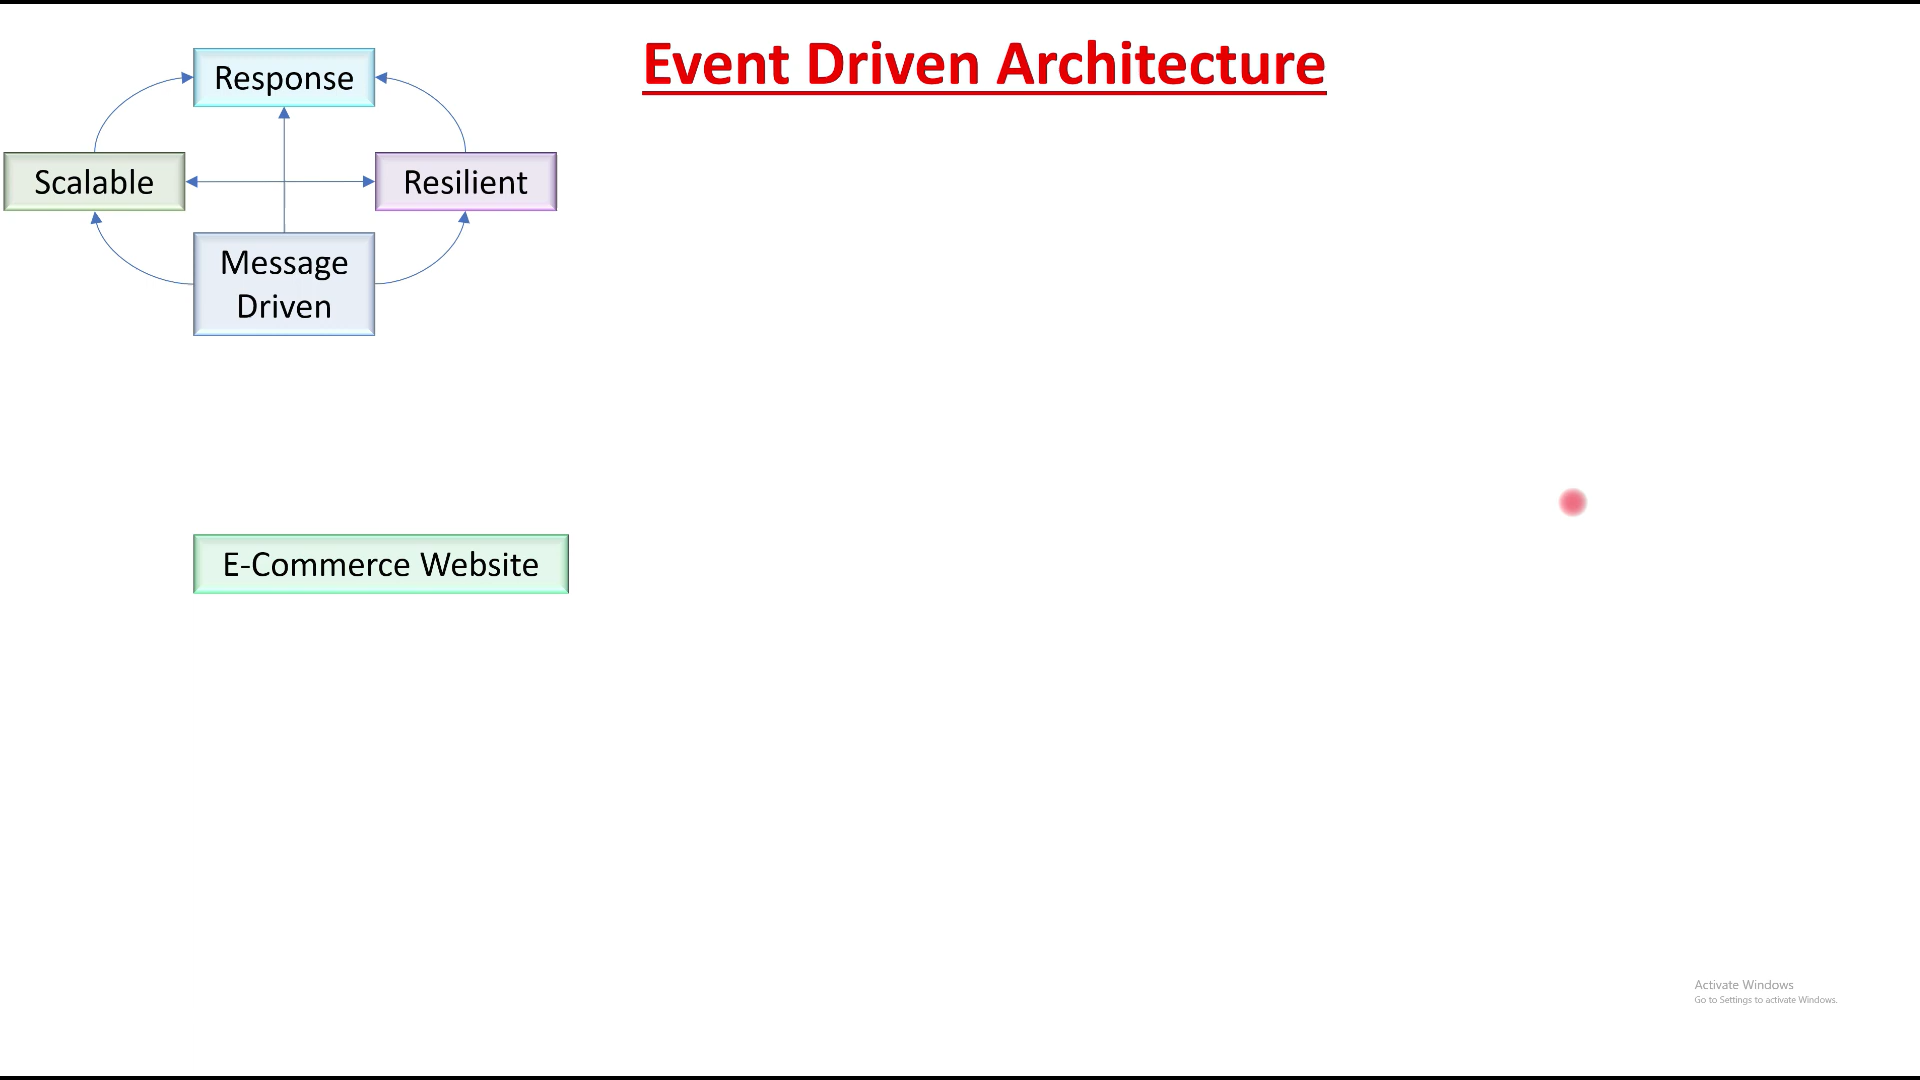 Event Driven Architecture
Response
Scalable
Resilient
Message
Driven
E-Commerce Website
Activate Windows
Go to Settings to activate Windows.